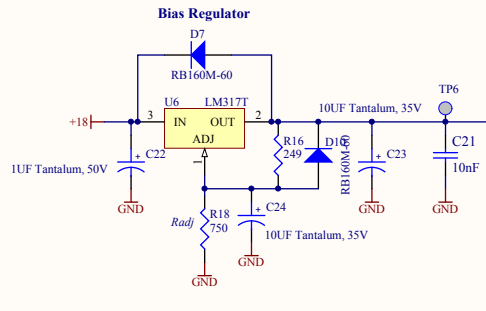 Bias Regulator
D7
RB160M-60
U6
LM317T
+18
3
IN
OUT
2
ADJ
1
10UF Tantalum, 35V
TP6
C22
1UF Tantalum, 50V
R16
249
D10
RB160M-60
C23
C21
10nF
GND
GND
GND
Radj
R18
750
C24
10UF Tantalum, 35V
GND
GND